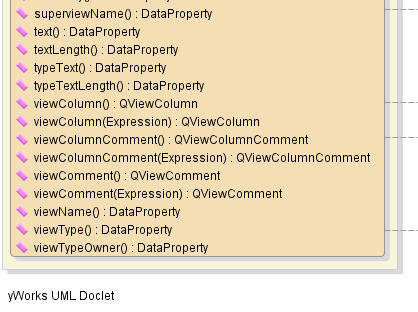 superviewName() : DataProperty
text() : DataProperty
textLength() : DataProperty
typeText() : DataProperty
typeTextLength() : DataProperty
viewColumn() : QViewColumn
viewColumn(Expression) : QViewColumn
viewColumnComment() : QViewColumnComment
viewColumnComment(Expression) : QViewColumnComment
viewComment() : QViewComment
viewComment(Expression) : QViewComment
viewName() : DataProperty
viewType() : DataProperty
viewTypeOwner() : DataProperty
yWorks UML Doclet